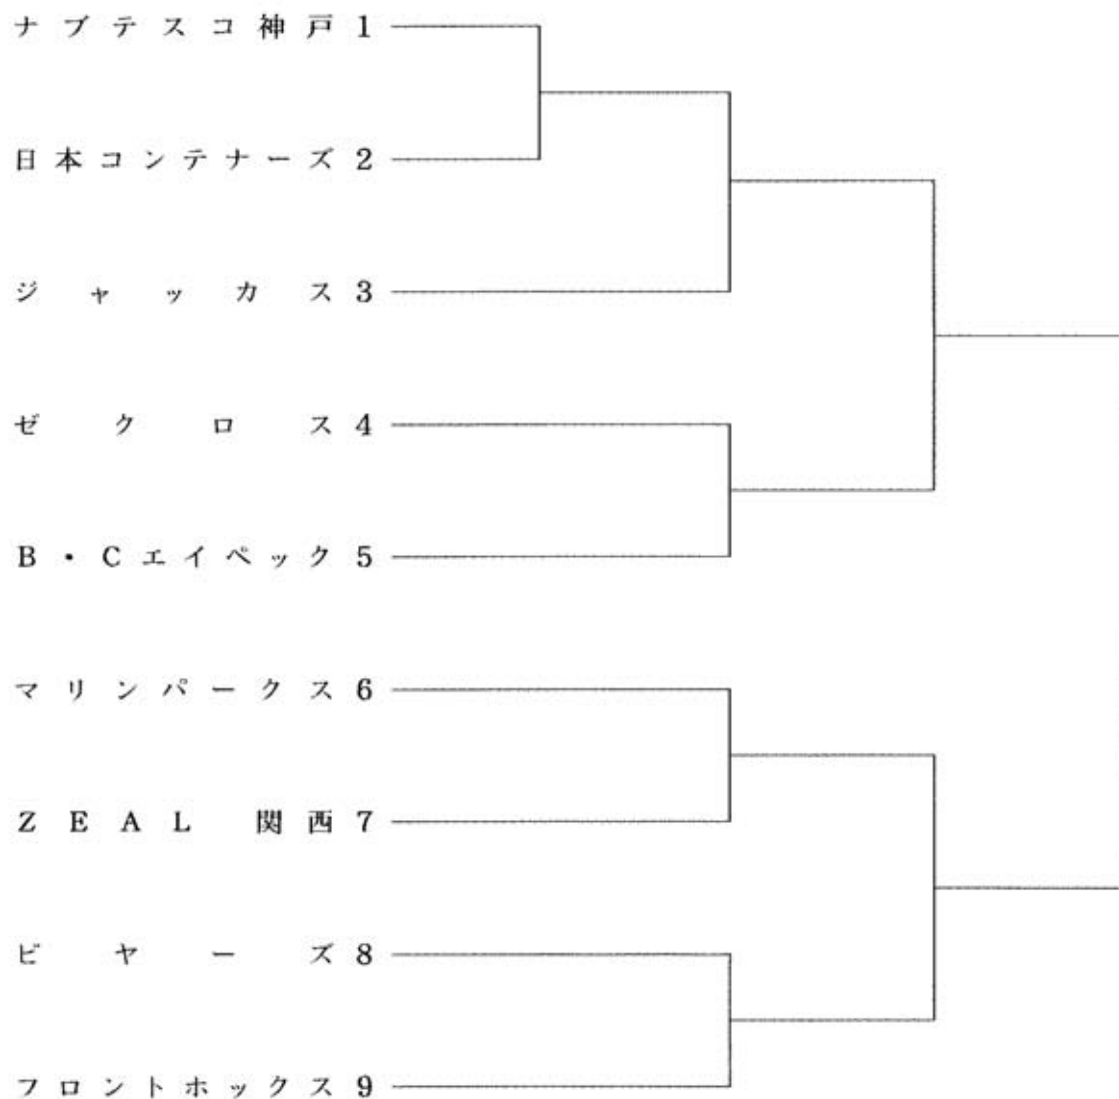 ナブテスコ神戸 1
日本コンテナーズ 2
ジャッカス 3
ゼクロス 4
B・Cエイペック 5
マリンパークス 6
ZEAL 関西 7
ビヤーズ 8
フロントホックス 9